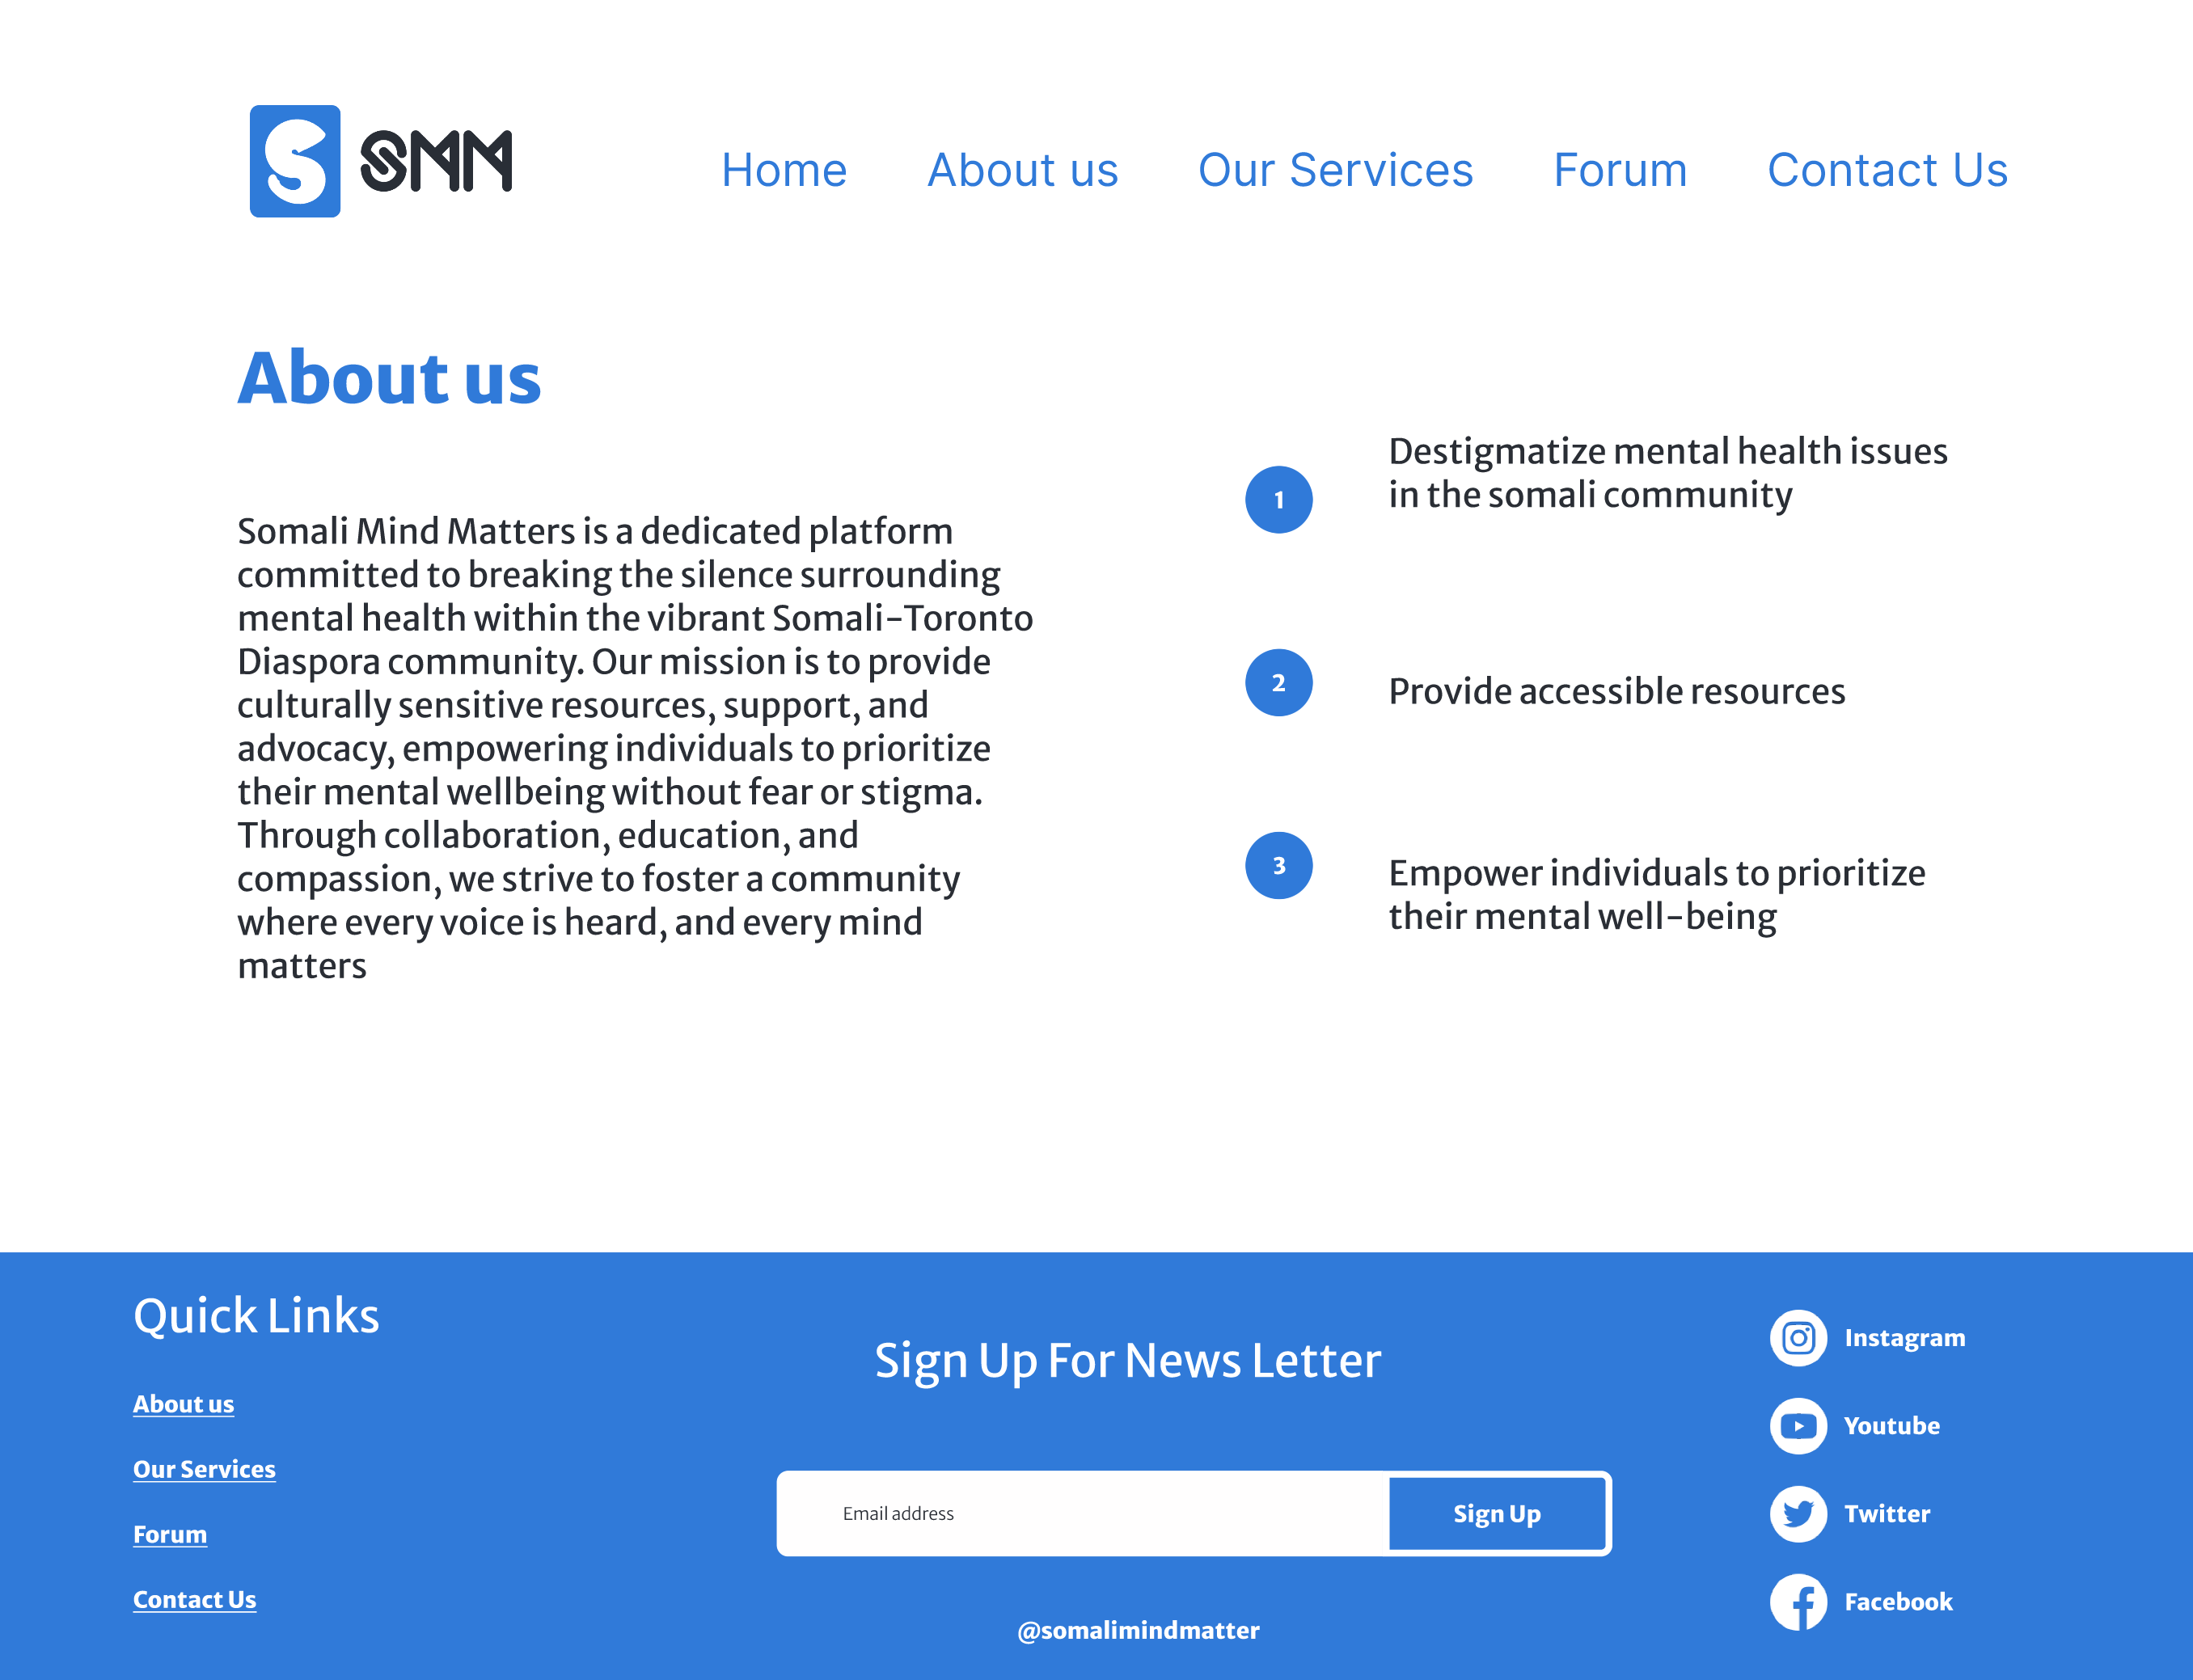 S SMM
Home About us Our Services Forum Contact Us
About us
Somali Mind Matters is a dedicated platform
committed to breaking the silence surrounding
mental health within the vibrant Somali-Toronto
Diaspora community. Our mission is to provide
culturally sensitive resources, support, and
advocacy, empowering individuals to prioritize
their mental wellbeing without fear or stigma.
Through collaboration, education, and
compassion, we strive to foster a community
where every voice is heard, and every mind
matters
1
Destigmatize mental health issues
in the somali community
2
Provide accessible resources
3
Empower individuals to prioritize
their mental well-being
Quick Links
About us
Our Services
Forum
Contact Us
Sign Up For News Letter
Email address
Sign Up
@somalimindmatter
Instagram
Youtube
Twitter
Facebook